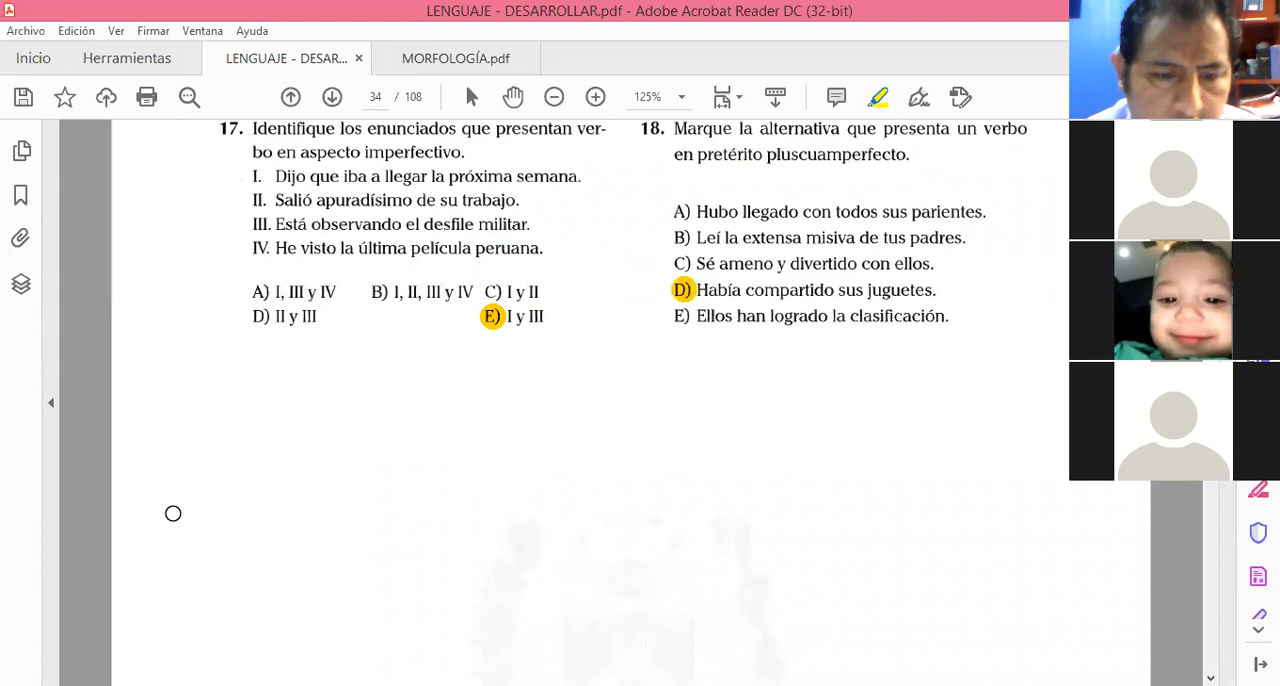 LENGUAJE - DESARROLLAR.pdf - Adobe Acrobat Reader DC (32-bit)
Archivo Edición Ver Firmar Ventana Ayuda
Inicio Herramientas LENGUAJE - DESAR... × MORFOLOGÍA.pdf
34 / 108 125%
17. Identifique los enunciados que presentan ver-
bo en aspecto imperfectivo.
I. Dijo que iba a llegar la próxima semana.
II. Salió apuradísimo de su trabajo.
III. Está observando el desfile militar.
IV. He visto la última película peruana.
A) I, III y IV B) I, II, III y IV C) I y II
D) II y III E) I y III
18. Marque la alternativa que presenta un verbo
en pretérito pluscuamperfecto.
A) Hubo llegado con todos sus parientes.
B) Leí la extensa misiva de tus padres.
C) Sé ameno y divertido con ellos.
D) Había compartido sus juguetes.
E) Ellos han logrado la clasificación.